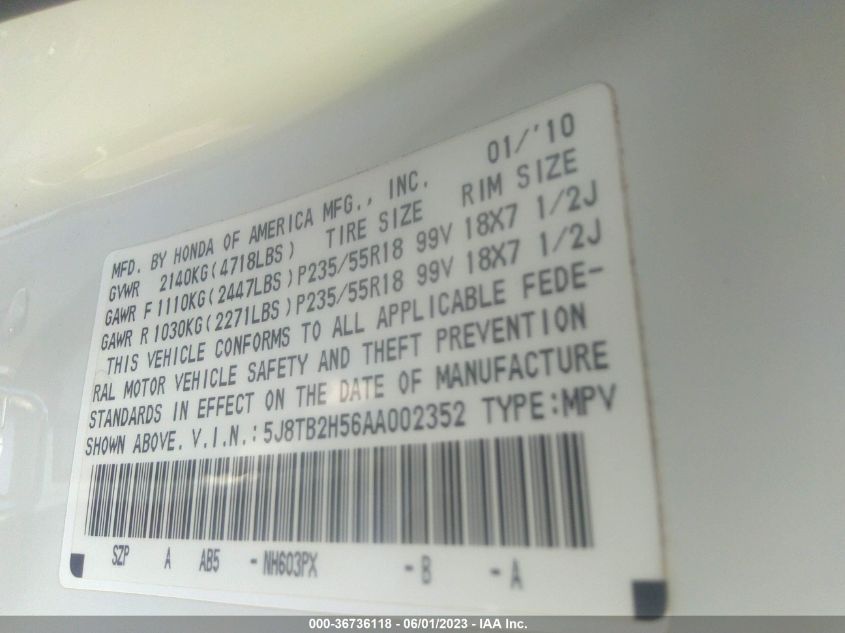 MFD. BY HONDA OF AMERICA MFG., INC. 01/'10
GVWR 2140KG(4718LBS) TIRE SIZE RIM SIZE
GAWR F 1110KG(2447LBS)P235/55R18 99V 18X7 1/2J
GAWR R 1030KG(2271LBS)P235/55R18 99V 18X7 1/2J
THIS VEHICLE CONFORMS TO ALL APPLICABLE FEDE-
RAL MOTOR VEHICLE SAFETY AND THEFT PREVENTION
STANDARDS IN EFFECT ON THE DATE OF MANUFACTURE
SHOWN ABOVE. V.I.N.: 5J8TB2H56AA002352 TYPE:MPV
SZP A AB5 - NH603PX - B - A
000-36736118 - 06/01/2023 - IAA Inc.